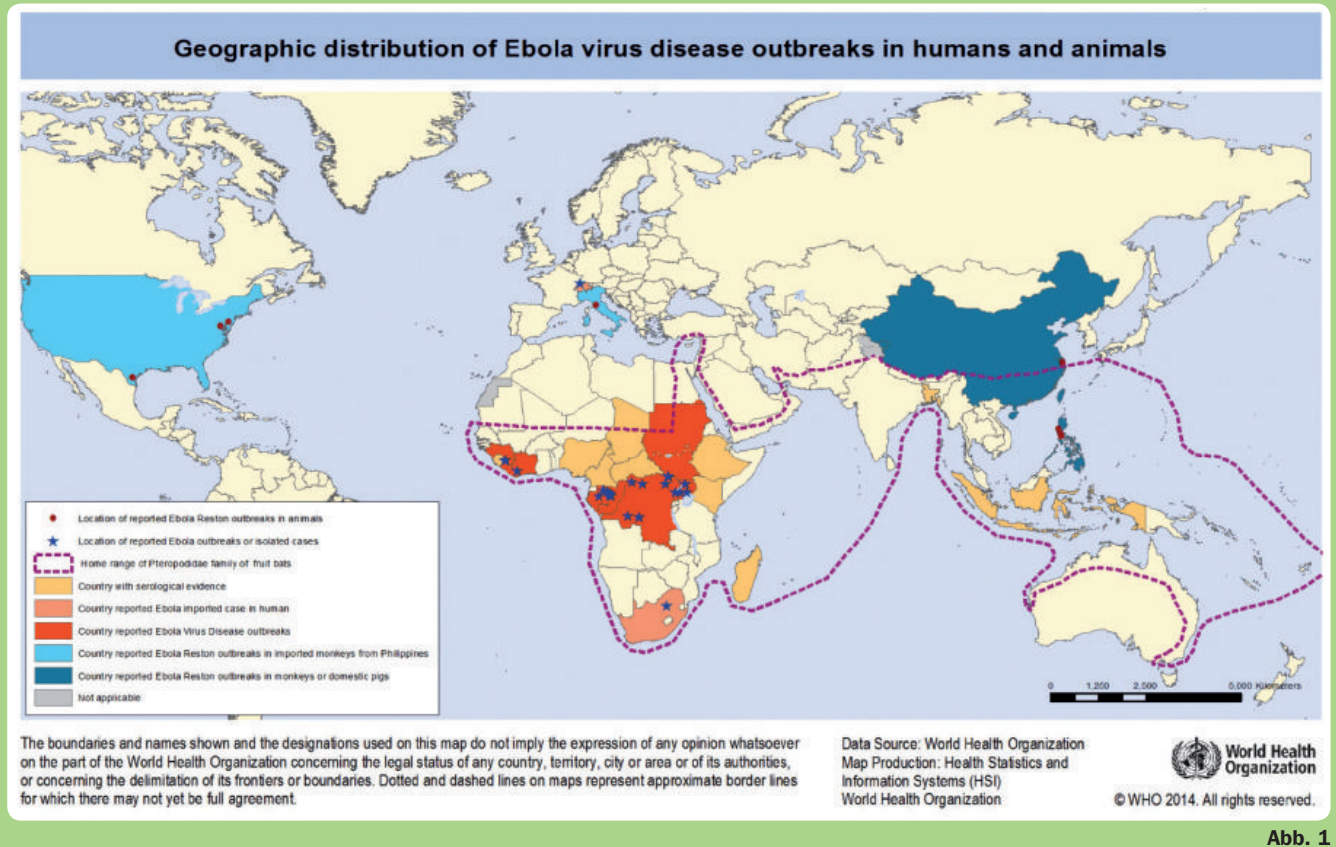 Geographic distribution of Ebola virus disease outbreaks in humans and animals
Location of reported Ebola Reston outbreaks in animals
Location of reported Ebola outbreaks or isolated cases
Home range of Pteropodidae family of fruit bats
Country with serological evidence
Country reported Ebola imported case in human
Country reported Ebola Virus Disease outbreaks
Country reported Ebola Reston outbreaks in imported monkeys from Philippines
Country reported Ebola Reston outbreaks in monkeys or domestic pigs
Not applicable
0 1,200 2,500 5,000 Kilometers
The boundaries and names shown and the designations used on this map do not imply the expression of any opinion whatsoever
on the part of the World Health Organization concerning the legal status of any country, territory, city or area or of its authorities,
or concerning the delimitation of its frontiers or boundaries. Dotted and dashed lines on maps represent approximate border lines
for which there may not yet be full agreement.
Data Source: World Health Organization
Map Production: Health Statistics and
Information Systems (HSI)
World Health Organization
World Health
Organization
© WHO 2014. All rights reserved.
Abb. 1